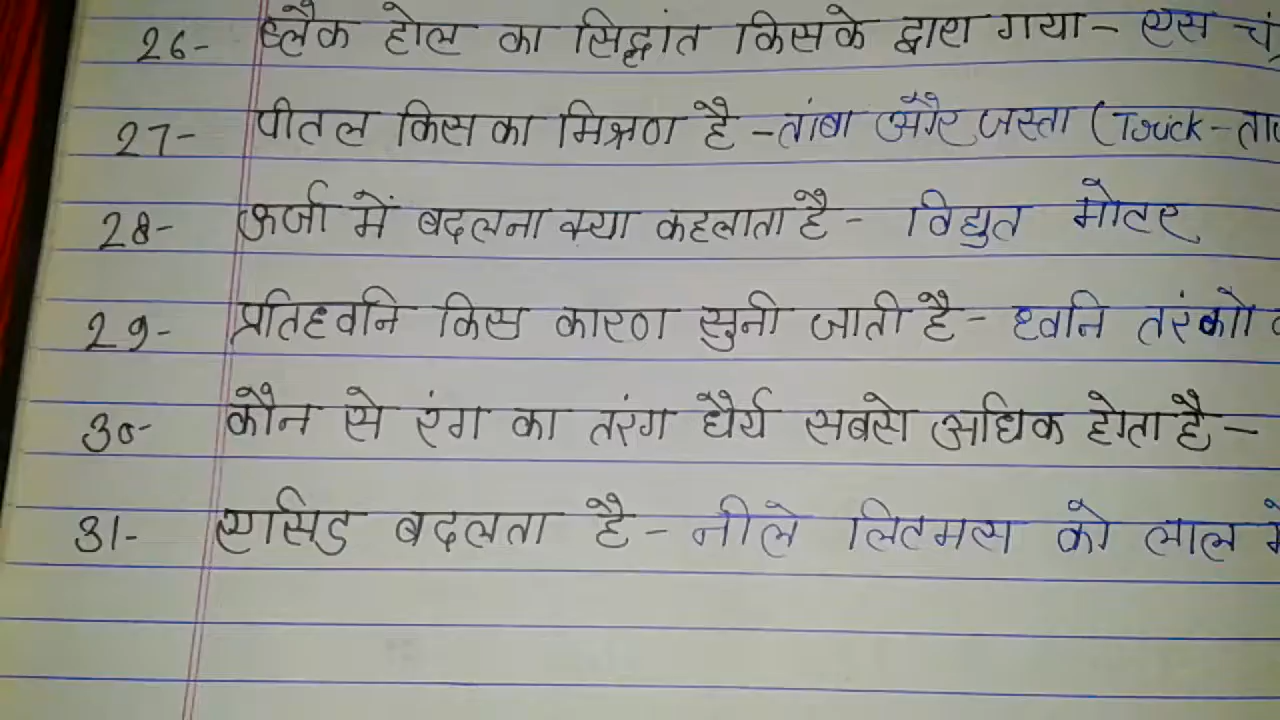 26- ब्लैक होल का सिद्धांत किसके द्वारा गया - एस
27- पीतल किस का मिश्रण है - तांबा और जस्ता (Trick -
28- ऊर्जा में बदलना क्या कहलाता है - विद्युत मोटर
29- प्रतिध्वनि किस कारण सुनी जाती है - ध्वनि
30- कौन से रंग का तरंग धैर्य सबसे अधिक होता है -
31- एसिड बदलता है - नीले लिटमस को लाल में